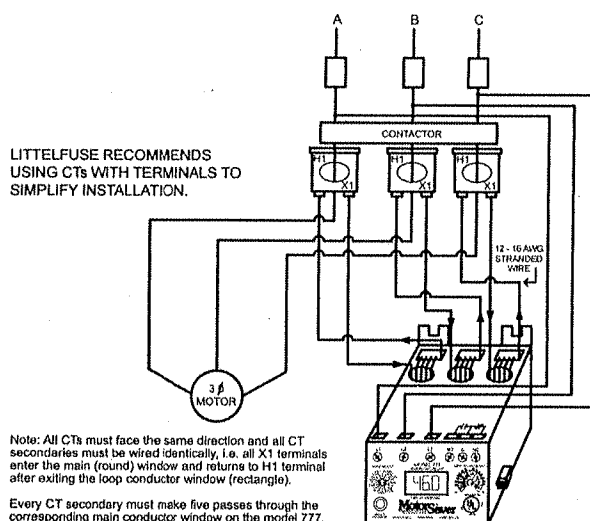 A
B
C
CONTACTOR
LITTELFUSE RECOMMENDS
USING CTs WITH TERMINALS TO
SIMPLIFY INSTALLATION.
H1
X1
H1
X1
H1
X1
12 - 16 AWG
STRANDED
WIRE
3 ϕ
MOTOR
Note: All CTs must face the same direction and all CT
secondaries must be wired identically, i.e. all X1 terminals
enter the main (round) window and returns to H1 terminal
after exiting the loop conductor window (rectangle).
Every CT secondary must make five passes through the
corresponding main conductor window on the model 777.
460
MotorSaver
UL